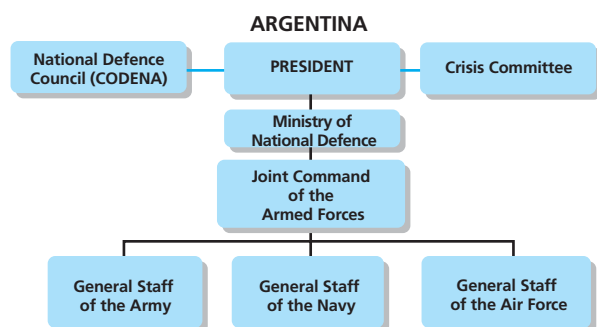 ARGENTINA
National Defence
Council (CODENA)
PRESIDENT
Crisis Committee
Ministry of
National Defence
Joint Command
of the
Armed Forces
General Staff
of the Army
General Staff
of the Navy
General Staff
of the Air Force